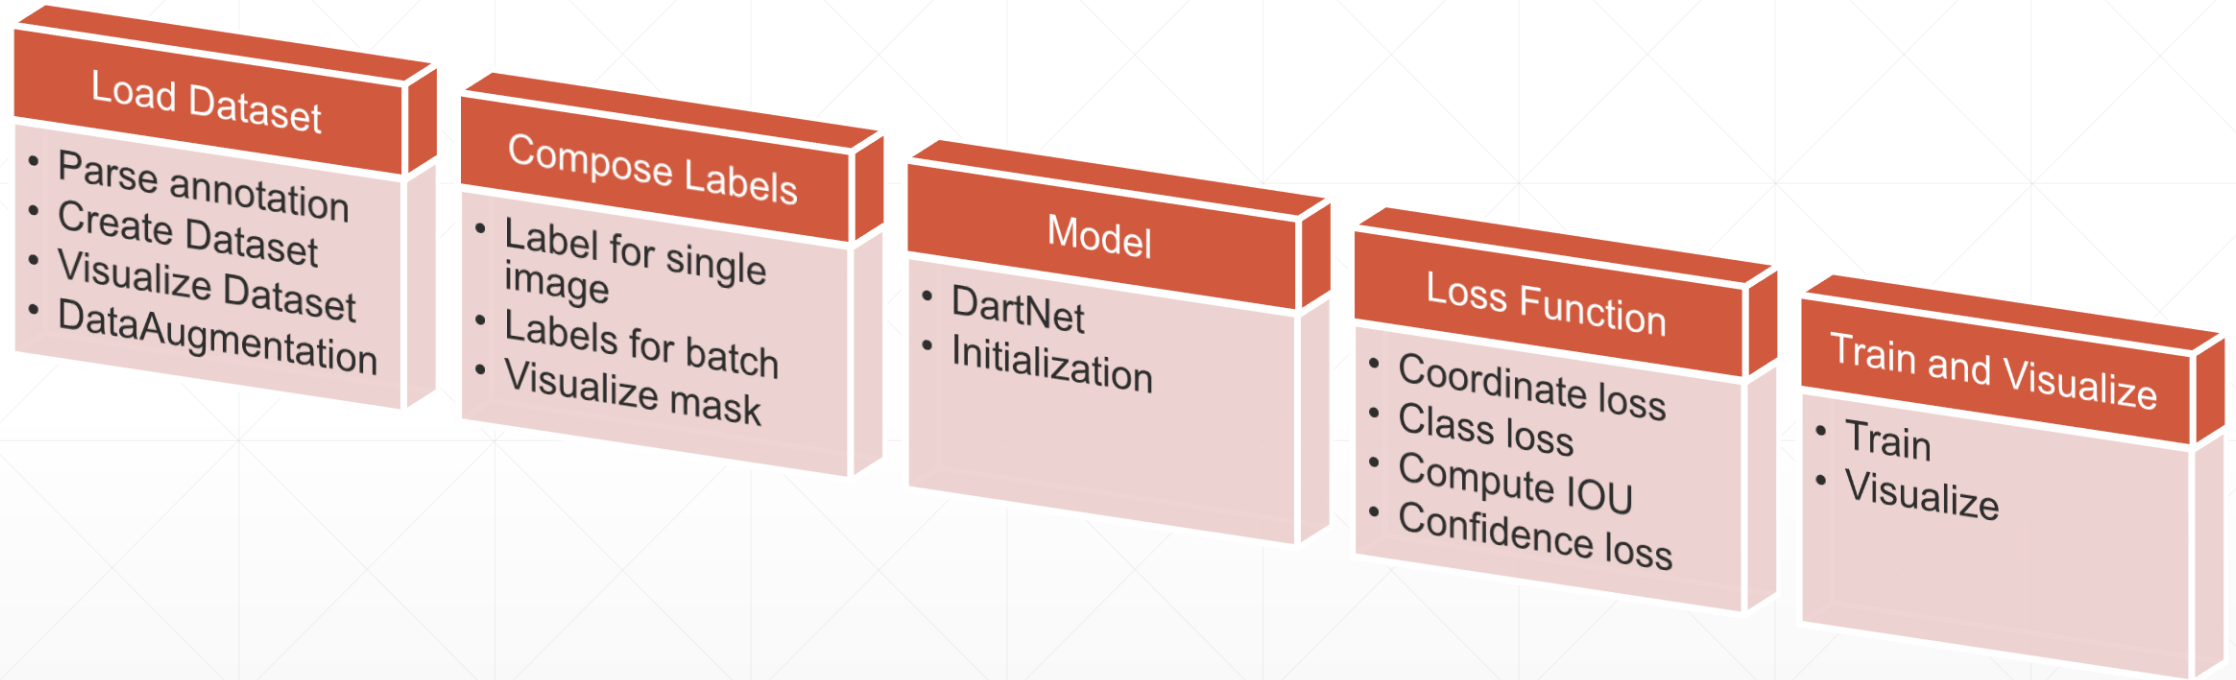 Load Dataset
• Parse annotation
• Create Dataset
• Visualize Dataset
• DataAugmentation
Compose Labels
• Label for single
image
• Labels for batch
• Visualize mask
Model
• DartNet
• Initialization
Loss Function
• Coordinate loss
• Class loss
• Compute IOU
• Confidence loss
Train and Visualize
• Train
• Visualize